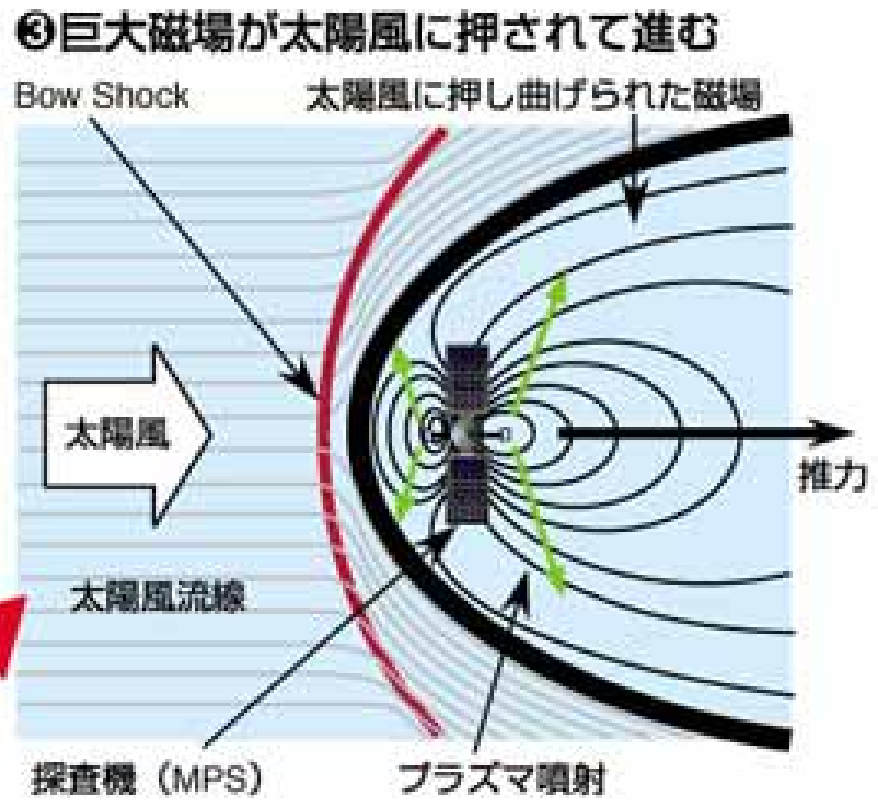 ❸巨大磁場が太陽風に押されて進む
Bow Shock
太陽風に押し曲げられた磁場
太陽風
推力
太陽風流線
探査機（MPS）
プラズマ噴射